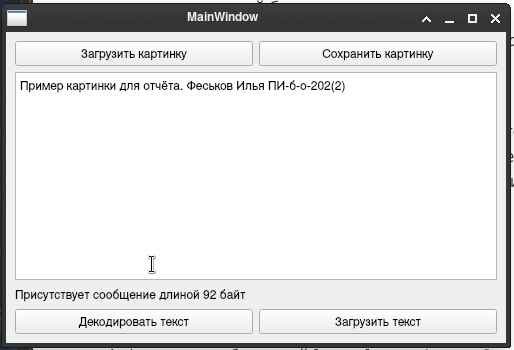 MainWindow
Загрузить картинку
Сохранить картинку
Пример картинки для отчёта. Феськов Илья ПИ-б-о-202(2)
Присутствует сообщение длиной 92 байт
Декодировать текст
Загрузить текст